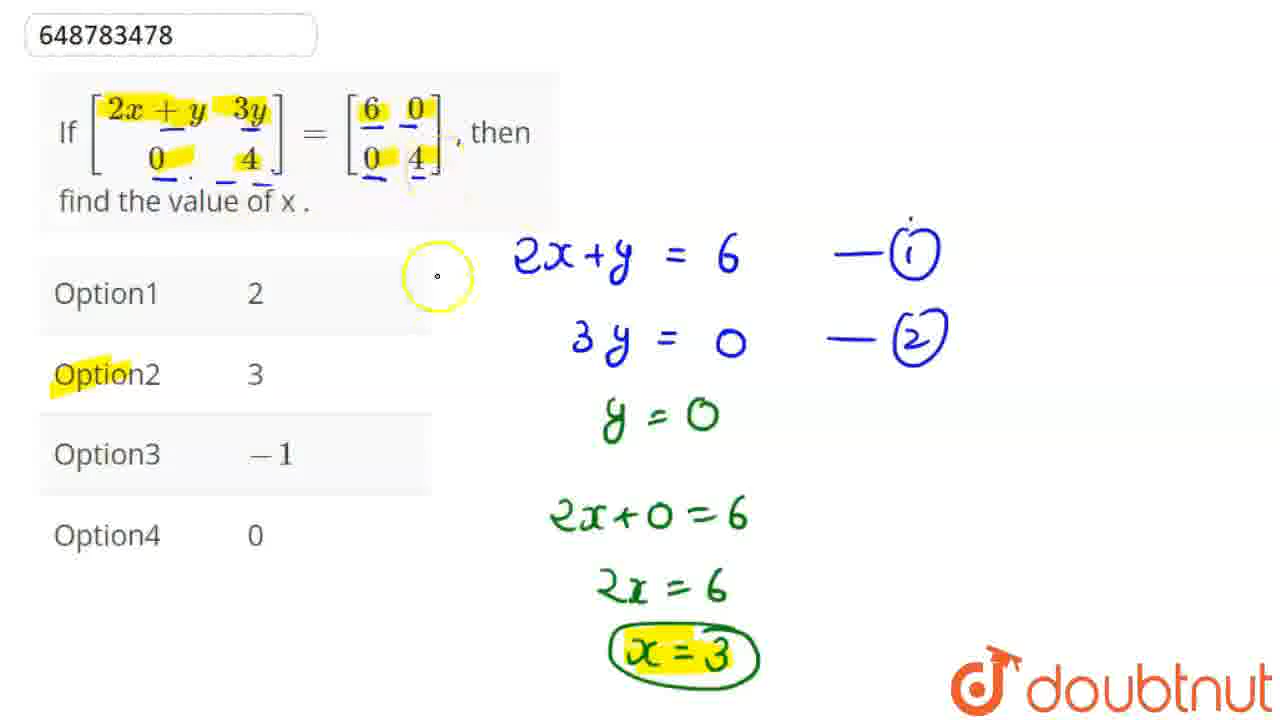 648783478
If [2x + y 3y
0 4] = [6 0
0 4], then
find the value of x .
Option1 2
Option2 3
Option3 −1
Option4 0
2x+y = 6 — ①
3y = 0 — ②
y = 0
2x+0=6
2x = 6
x = 3
doubtnut